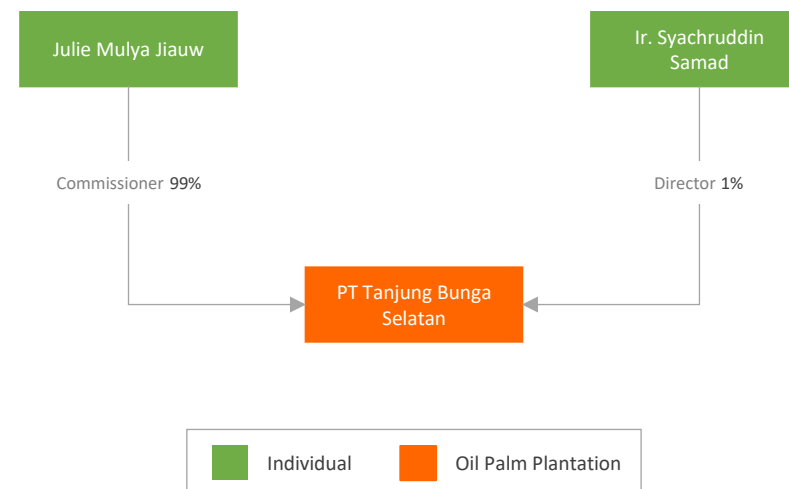 Julie Mulya Jiauw
Ir. Syachruddin
Samad
Commissioner 99%
Director 1%
PT Tanjung Bunga
Selatan
Individual
Oil Palm Plantation